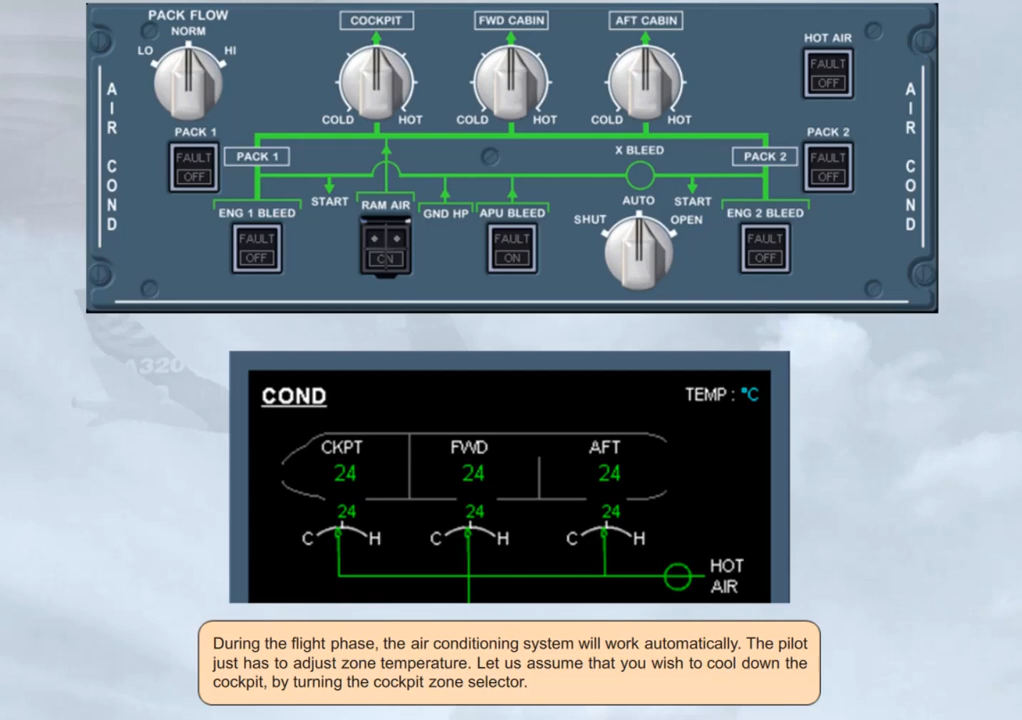 PACK FLOW
NORM
LO
HI
COCKPIT
FWD CABIN
AFT CABIN
HOT AIR
FAULT
OFF
COLD HOT
COLD HOT
COLD HOT
AIR COND
AIR COND
PACK 1
FAULT
OFF
PACK 1
X BLEED
PACK 2
PACK 2
FAULT
OFF
START
RAM AIR
GND HP
APU BLEED
AUTO
START
SHUT
OPEN
ENG 1 BLEED
FAULT
OFF
ON
FAULT
ON
ENG 2 BLEED
FAULT
OFF
A320
COND
TEMP : °C
CKPT FWD AFT
24 24 24
24 24 24
C H C H C H
HOT
AIR
During the flight phase, the air conditioning system will work automatically. The pilot
just has to adjust zone temperature. Let us assume that you wish to cool down the
cockpit, by turning the cockpit zone selector.